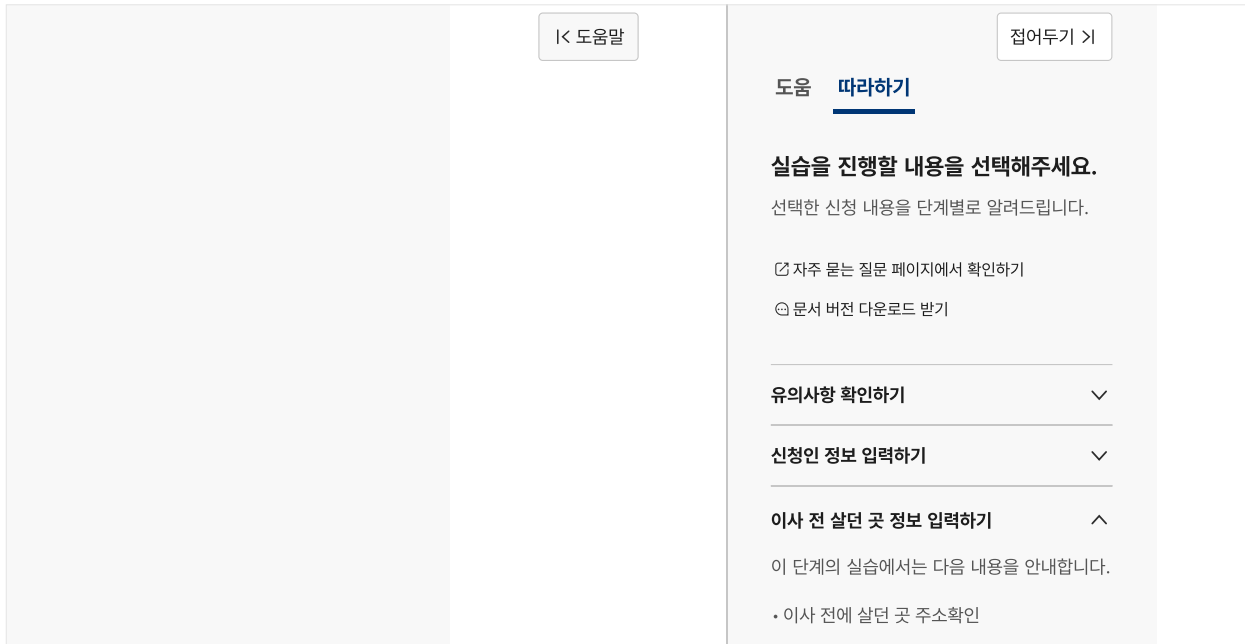 도움말
접어두기
도움
따라하기
실습을 진행할 내용을 선택해주세요.
선택한 신청 내용을 단계별로 알려드립니다.
자주 묻는 질문 페이지에서 확인하기
문서 버전 다운로드 받기
유의사항 확인하기
신청인 정보 입력하기
이사 전 살던 곳 정보 입력하기
이 단계의 실습에서는 다음 내용을 안내합니다.
• 이사 전에 살던 곳 주소확인